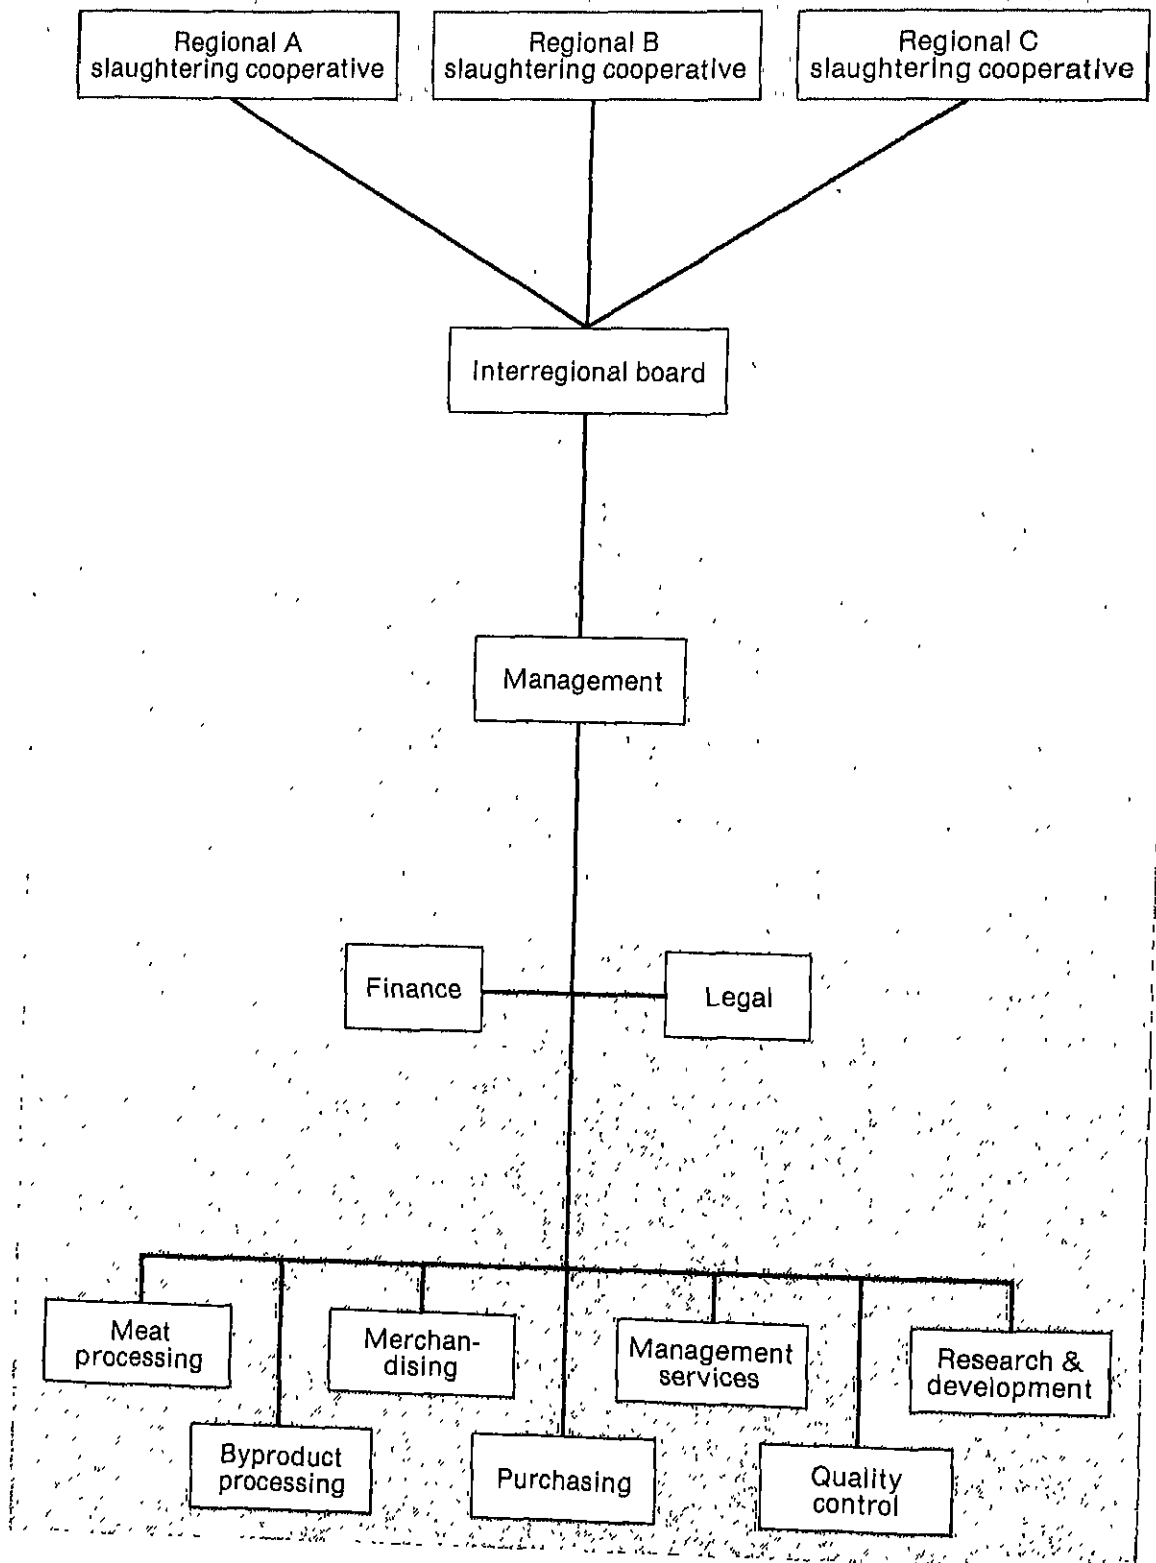 Regional A
slaughtering cooperative
Regional B
slaughtering cooperative
Regional C
slaughtering cooperative
Interregional board
Management
Finance
Legal
Meat
processing
Merchan-
dising
Management
services
Research &
development
Byproduct
processing
Purchasing
Quality
control